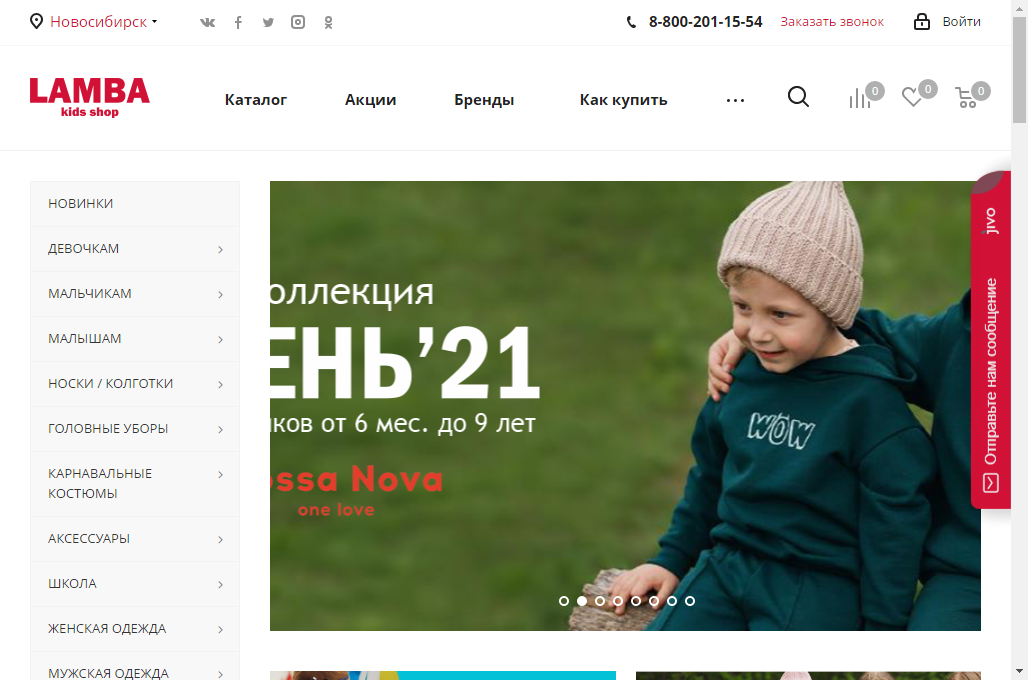 Новосибирск
8-800-201-15-54
Заказать звонок
Войти
LAMBA
kids shop
Каталог
Акции
Бренды
Как купить
...
0
0
0
НОВИНКИ
ДЕВОЧКАМ
МАЛЬЧИКАМ
МАЛЫШАМ
НОСКИ / КОЛГОТКИ
ГОЛОВНЫЕ УБОРЫ
КАРНАВАЛЬНЫЕ
КОСТЮМЫ
АКСЕССУАРЫ
ШКОЛА
ЖЕНСКАЯ ОДЕЖДА
МУЖСКАЯ ОДЕЖДА
оллекция
ЕНЬ’21
ков от 6 мес. до 9 лет
ossa Nova
one love
WOW
jivo
Отправьте нам сообщение